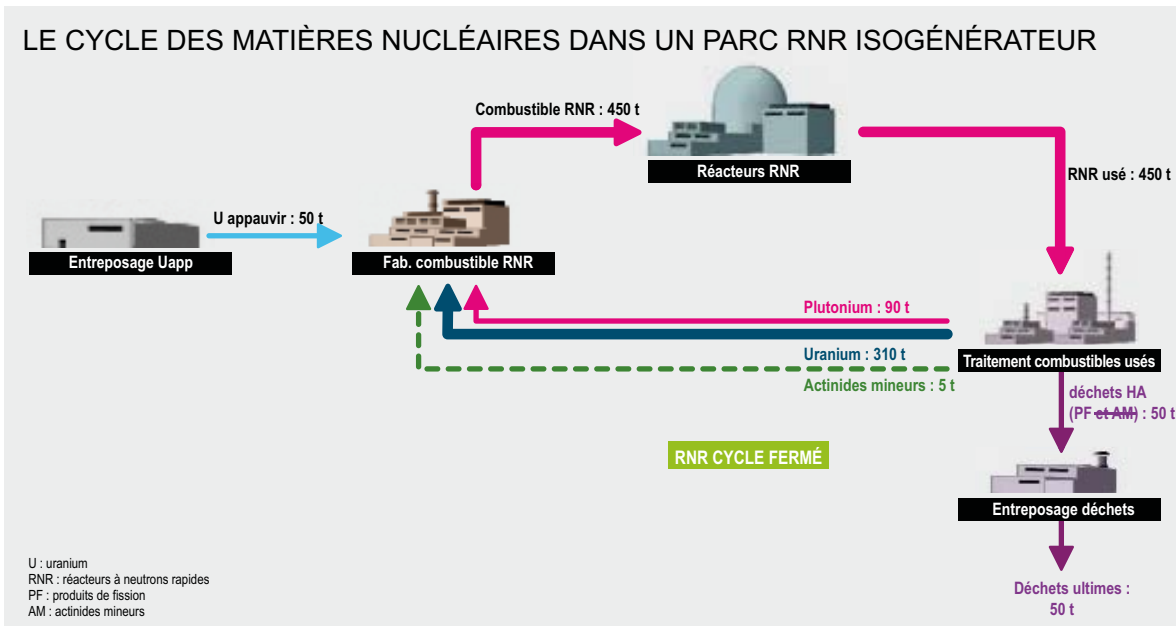 LE CYCLE DES MATIÈRES NUCLÉAIRES DANS UN PARC RNR ISOGÉNÉRATEUR
Combustible RNR : 450 t
Réacteurs RNR
RNR usé : 450 t
U appauvir : 50 t
Entreposage Uapp
Fab. combustible RNR
Plutonium : 90 t
Uranium : 310 t
Actinides mineurs : 5 t
Traitement combustibles usés
déchets HA
(PF et AM) : 50 t
RNR CYCLE FERMÉ
Entreposage déchets
Déchets ultimes :
50 t
U : uranium
RNR : réacteurs à neutrons rapides
PF : produits de fission
AM : actinides mineurs